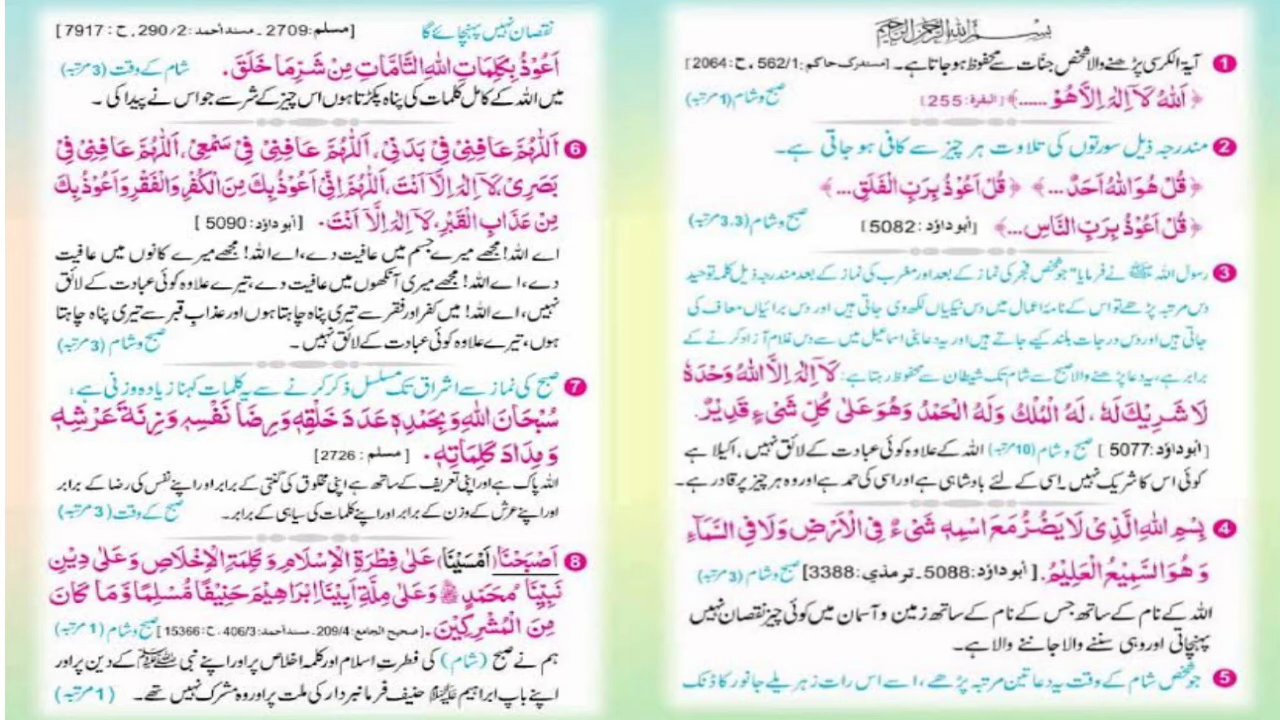 بِسْمِ اللهِ الرَّحْمٰنِ الرَّحِيْمِ
1 آیۃ الکرسی پڑھنے والا شخص جنّات سے محفوظ ہوجاتا ہے۔ [مستدرک حاکم: 562/1، ح: 2064]
﴿ اَللهُ لَآ اِلٰهَ اِلَّا هُوَ ......﴾ [البقرة: 255] صبح و شام (1 مرتبہ)
2 مندرجہ ذیل سورتوں کی تلاوت ہر چیز سے کافی ہو جاتی ہے۔
﴿ قُلْ هُوَ اللهُ اَحَدٌ ...﴾ ﴿ قُلْ اَعُوْذُ بِرَبِّ الْفَلَقِ ...﴾
﴿ قُلْ اَعُوْذُ بِرَبِّ النَّاسِ ...﴾ [أبو داؤد: 5082] صبح و شام (3,3 مرتبہ)
3 رسول اللہ ﷺ نے فرمایا "جو شخص فجر کی نماز کے بعد اور مغرب کی نماز کے بعد مندرجہ ذیل کلمہ توحید
دس مرتبہ پڑھے تو اس کے نامۂ اعمال میں دس نیکیاں لکھ دی جاتی ہیں اور دس برائیاں معاف کی
جاتی ہیں اور دس درجات بلند کیے جاتے ہیں اور یہ دعا بنی اسماعیل میں سے دس غلام آزاد کرنے کے
برابر ہے، یہ دعا پڑھنے والا صبح سے شام تک شیطان سے محفوظ رہتا ہے: لَآ اِلٰهَ اِلَّا اللهُ وَحْدَهٗ
لَا شَرِيْكَ لَهٗ، لَهُ الْمُلْكُ وَلَهُ الْحَمْدُ وَهُوَ عَلٰى كُلِّ شَىْءٍ قَدِيْرٌ.
[أبو داؤد: 5077] صبح و شام (10 مرتبہ) اللہ کے علاوہ کوئی عبادت کے لائق نہیں، اکیلا ہے
کوئی اس کا شریک نہیں۔ اسی کے لئے بادشاہی ہے اور اسی کی حمد ہے اور وہ ہر چیز پر قادر ہے۔
4 بِسْمِ اللهِ الَّذِىْ لَا يَضُرُّ مَعَ اسْمِهٖ شَىْءٌ فِى الْاَرْضِ وَلَا فِى السَّمَآءِ
وَهُوَ السَّمِيْعُ الْعَلِيْمُ. [أبو داؤد: 5088۔ ترمذي: 3388] صبح و شام (3 مرتبہ)
اللہ کے نام کے ساتھ جس کے نام کے ساتھ زمین و آسمان میں کوئی چیز نقصان نہیں
پہنچاتی اور وہی سننے والا جاننے والا ہے۔
5 جو شخص شام کے وقت یہ دعا تین مرتبہ پڑھے، اسے اس رات زہریلے جانور کا ڈنک
نقصان نہیں پہنچائے گا [مسلم: 2709۔ مسند أحمد: 290/2، ح: 7917]
اَعُوْذُ بِكَلِمَاتِ اللهِ التَّامَّاتِ مِنْ شَرِّ مَا خَلَقَ. شام کے وقت (3 مرتبہ)
میں اللہ کے کامل کلمات کی پناہ پکڑتا ہوں اس چیز کے شر سے جو اس نے پیدا کی۔
6 اَللّٰهُمَّ عَافِنِىْ فِىْ بَدَنِىْ، اَللّٰهُمَّ عَافِنِىْ فِىْ سَمْعِىْ، اَللّٰهُمَّ عَافِنِىْ فِىْ
بَصَرِىْ، لَآ اِلٰهَ اِلَّا اَنْتَ، اَللّٰهُمَّ اِنِّىْ اَعُوْذُ بِكَ مِنَ الْكُفْرِ وَالْفَقْرِ وَاَعُوْذُ بِكَ
مِنْ عَذَابِ الْقَبْرِ، لَآ اِلٰهَ اِلَّا اَنْتَ. [أبو داؤد: 5090]
اے اللہ! مجھے میرے جسم میں عافیت دے، اے اللہ! مجھے میرے کانوں میں عافیت
دے، اے اللہ! مجھے میری آنکھوں میں عافیت دے، تیرے علاوہ کوئی عبادت کے لائق
نہیں، اے اللہ! میں کفر اور فقر سے تیری پناہ چاہتا ہوں اور عذابِ قبر سے تیری پناہ چاہتا
ہوں، تیرے علاوہ کوئی عبادت کے لائق نہیں۔ صبح و شام (3 مرتبہ)
7 صبح کی نماز سے اشراق تک مسلسل ذکر کرنے سے یہ کلمات کہنا زیادہ وزنی ہے:
سُبْحَانَ اللهِ وَبِحَمْدِهٖ عَدَدَ خَلْقِهٖ وَرِضَا نَفْسِهٖ وَزِنَةَ عَرْشِهٖ
وَمِدَادَ كَلِمَاتِهٖ. [مسلم: 2726]
اللہ پاک ہے اور اپنی تعریف کے ساتھ ہے اپنی مخلوق کی گنتی کے برابر اور اپنے نفس کی رضا کے برابر
اور اپنے عرش کے وزن کے برابر اور اپنے کلمات کی سیاہی کے برابر۔ صبح کے وقت (3 مرتبہ)
8 اَصْبَحْنَا (اَمْسَيْنَا) عَلٰى فِطْرَةِ الْاِسْلَامِ وَكَلِمَةِ الْاِخْلَاصِ وَعَلٰى دِيْنِ
نَبِيِّنَا مُحَمَّدٍ ﷺ وَعَلٰى مِلَّةِ اَبِيْنَا اِبْرَاهِيْمَ حَنِيْفًا مُّسْلِمًا وَّمَا كَانَ
مِنَ الْمُشْرِكِيْنَ. [صحیح الجامع: 209/4۔ مسند أحمد: 406/3، ح: 15366] صبح و شام (1 مرتبہ)
ہم نے صبح (شام) کی فطرتِ اسلام اور کلمہ اخلاص پر اور اپنے نبی ﷺ کے دین پر اور
اپنے باپ ابراہیم علیہ السلام حنیف فرمانبردار کی ملت پر اور وہ مشرک نہیں تھے۔ (1 مرتبہ)